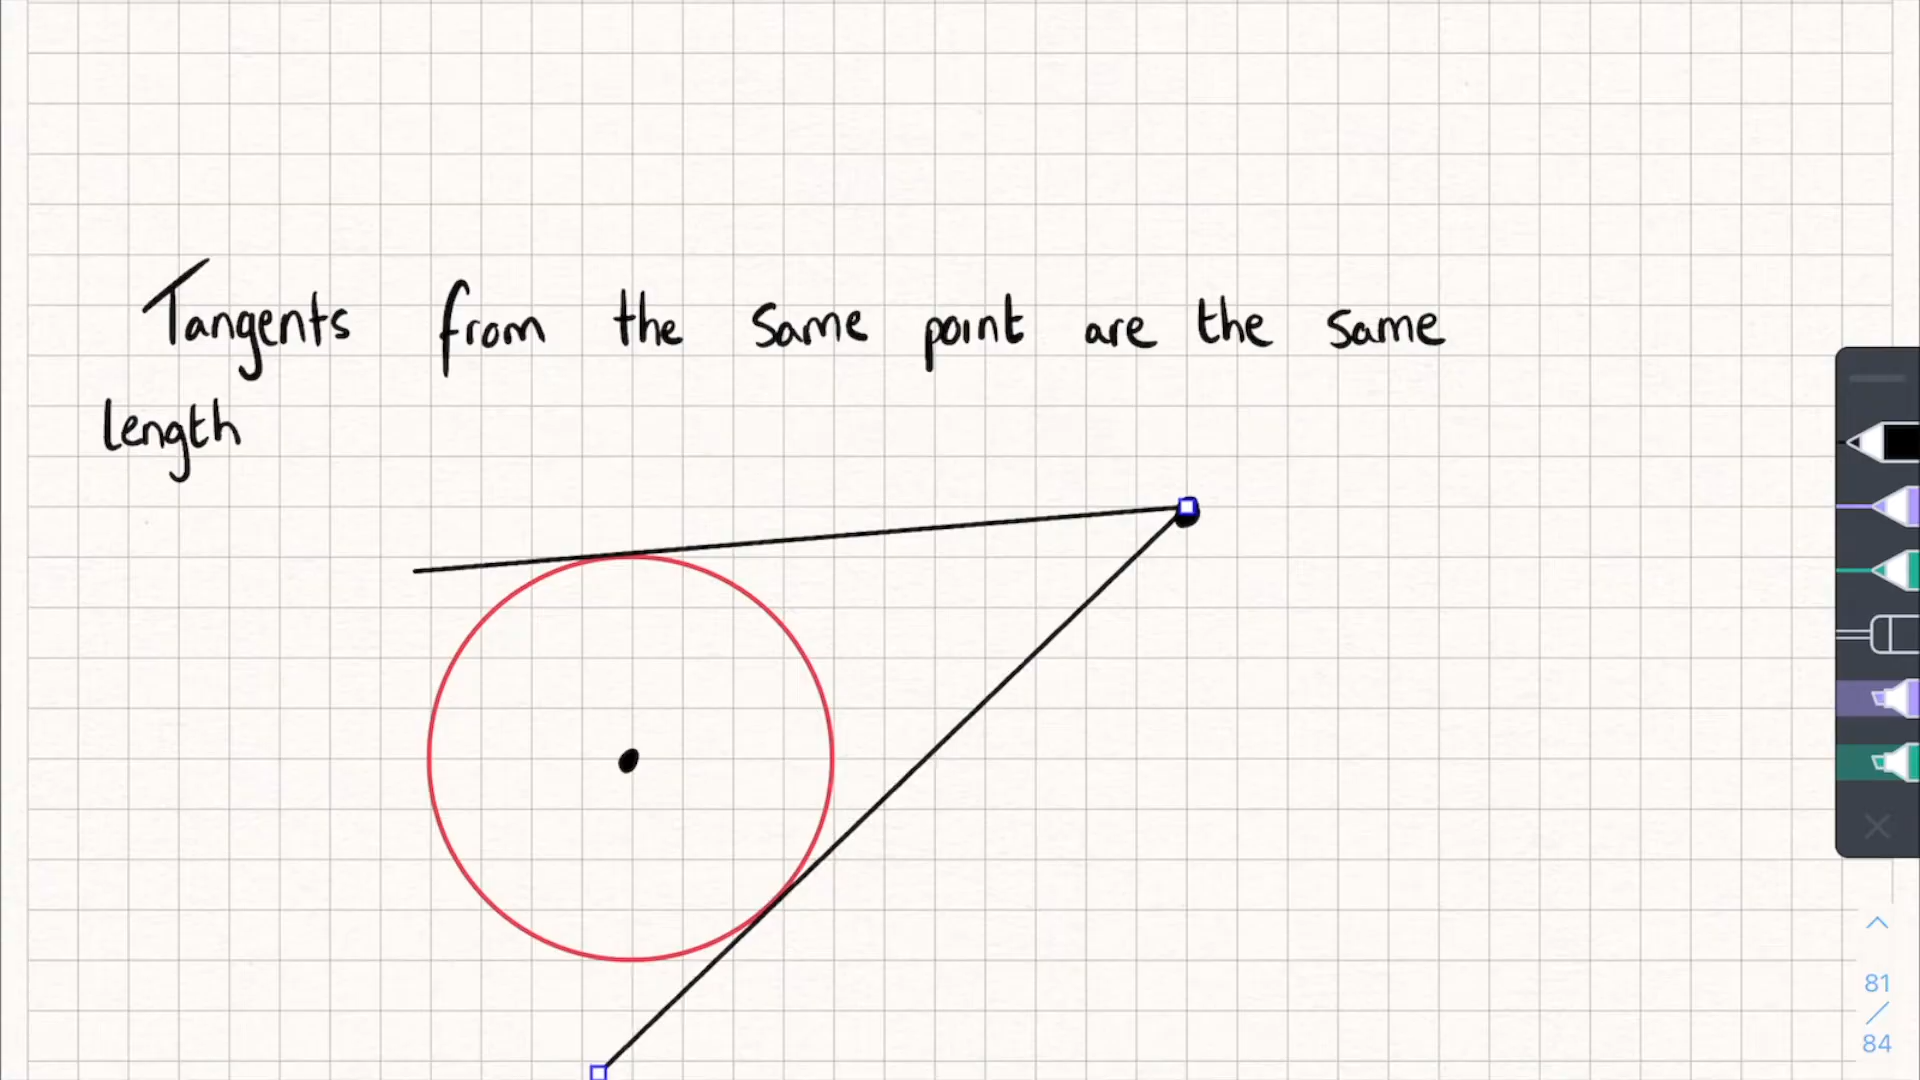 Tangents from the same point are the same
length
81
/
84